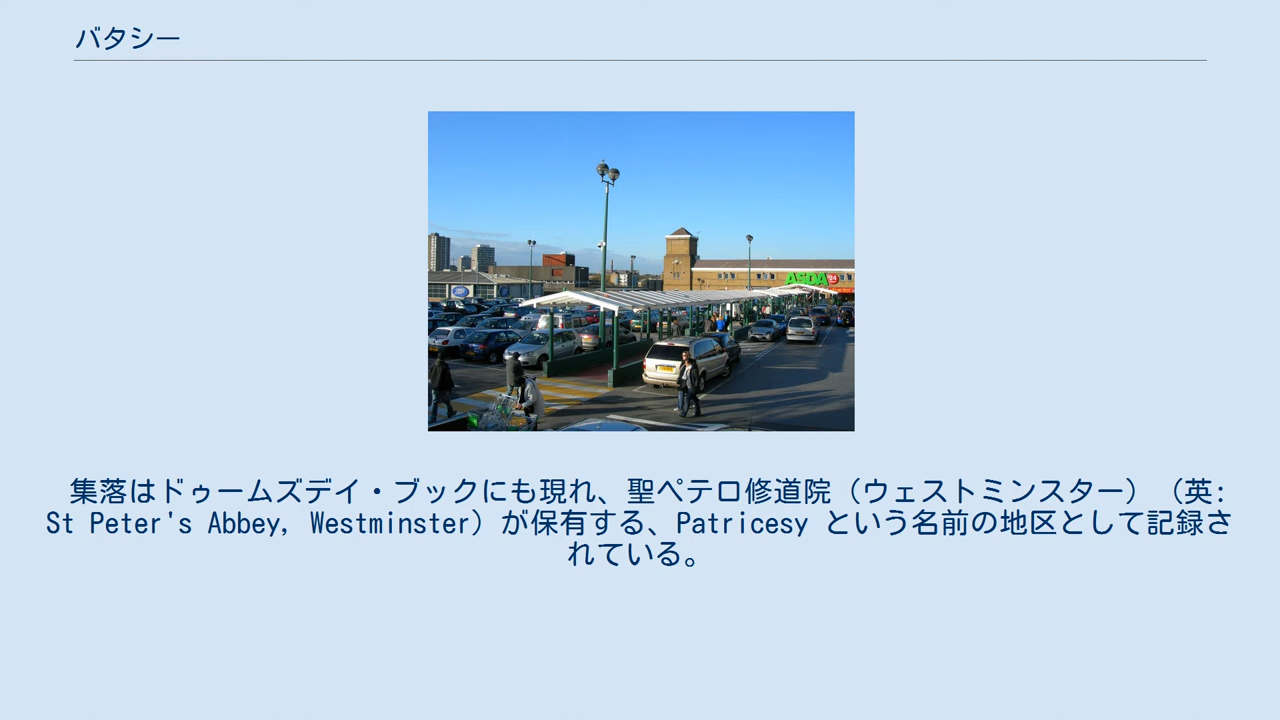 バタシー
ASDA
集落はドゥームズデイ・ブックにも現れ、聖ペテロ修道院（ウェストミンスター）（英:
St Peter's Abbey, Westminster）が保有する、Patricesy という名前の地区として記録さ
れている。